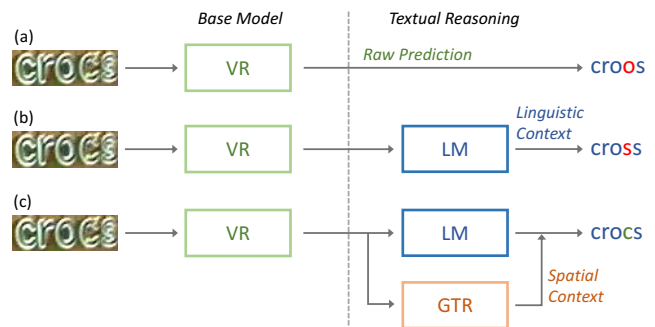 Base Model Textual Reasoning
(a)
crocs VR Raw Prediction croos
(b)
crocs VR LM Linguistic Context cross
(c)
crocs VR LM crocs
GTR Spatial Context